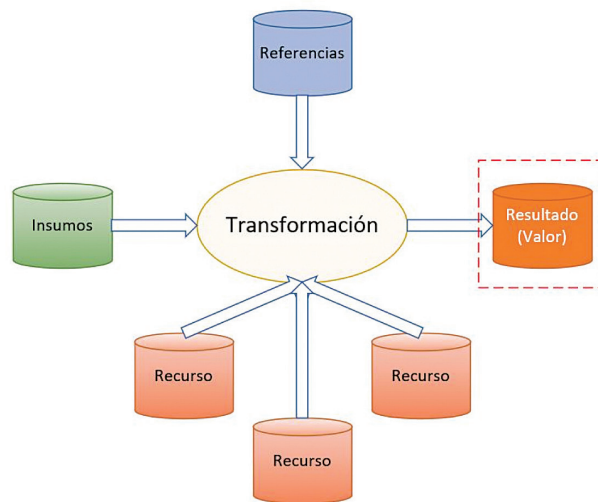 Referencias
Insumos
Transformación
Resultado
(Valor)
Recurso
Recurso
Recurso